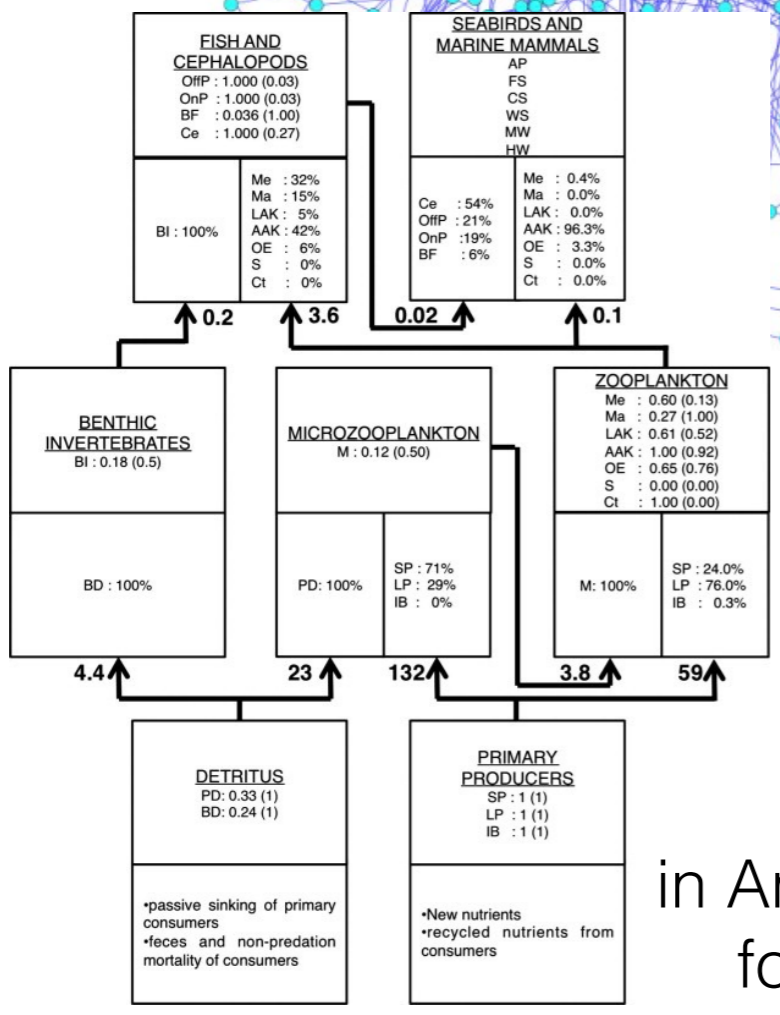 FISH AND
CEPHALOPODS
OffP : 1.000 (0.03)
OnP : 1.000 (0.03)
BF : 0.036 (1.00)
Ce : 1.000 (0.27)
BI : 100%
Me : 32%
Ma : 15%
LAK : 5%
AAK : 42%
OE : 6%
S : 0%
Ct : 0%
SEABIRDS AND
MARINE MAMMALS
AP
FS
CS
WS
MW
HW
Ce : 54%
OffP : 21%
OnP :19%
BF : 6%
Me : 0.4%
Ma : 0.0%
LAK : 0.0%
AAK : 96.3%
OE : 3.3%
S : 0.0%
Ct : 0.0%
0.2
3.6
0.02
0.1
BENTHIC
INVERTEBRATES
BI : 0.18 (0.5)
BD : 100%
MICROZOOPLANKTON
M : 0.12 (0.50)
PD: 100%
SP : 71%
LP : 29%
IB : 0%
ZOOPLANKTON
Me : 0.60 (0.13)
Ma : 0.27 (1.00)
LAK : 0.61 (0.52)
AAK : 1.00 (0.92)
OE : 0.65 (0.76)
S : 0.00 (0.00)
Ct : 1.00 (0.00)
M: 100%
SP : 24.0%
LP : 76.0%
IB : 0.3%
4.4
23
132
3.8
59
DETRITUS
PD: 0.33 (1)
BD: 0.24 (1)
•passive sinking of primary
consumers
•feces and non-predation
mortality of consumers
PRIMARY
PRODUCERS
SP : 1 (1)
LP : 1 (1)
IB : 1 (1)
•New nutrients
•recycled nutrients from
consumers
in